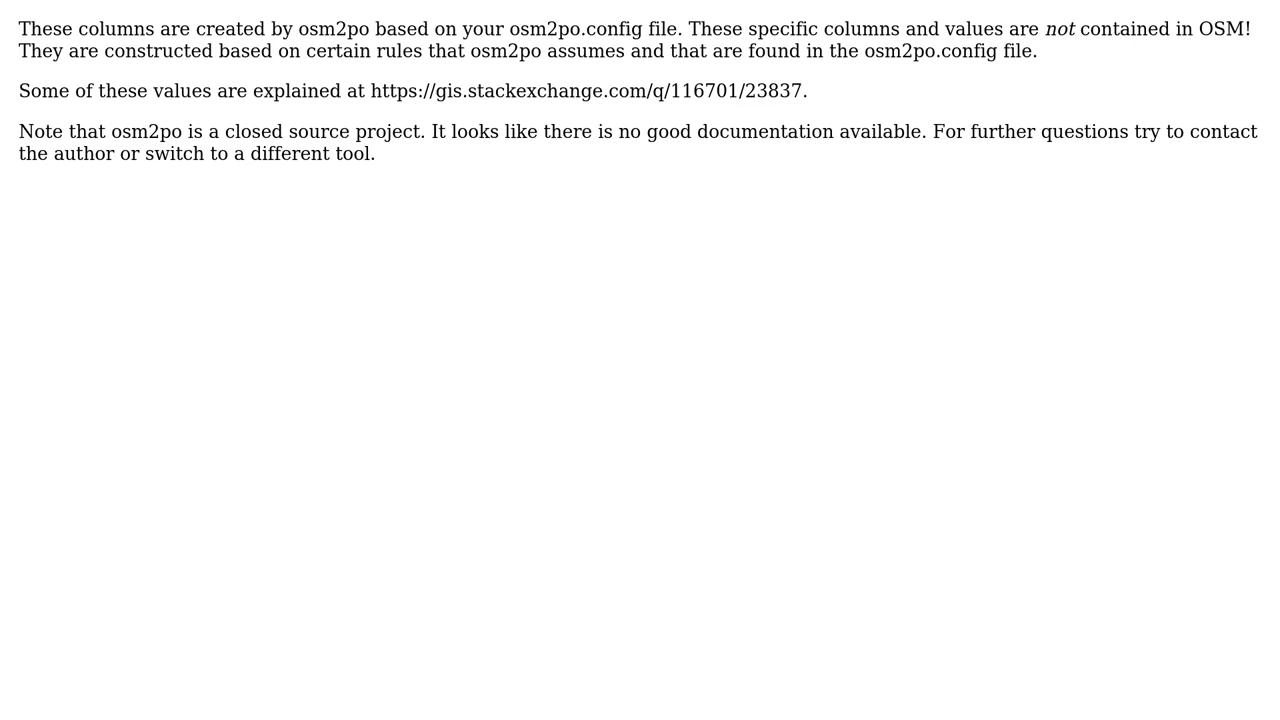 These columns are created by osm2po based on your osm2po.config file. These specific columns and values are not contained in OSM!
They are constructed based on certain rules that osm2po assumes and that are found in the osm2po.config file.
Some of these values are explained at https://gis.stackexchange.com/q/116701/23837.
Note that osm2po is a closed source project. It looks like there is no good documentation available. For further questions try to contact
the author or switch to a different tool.